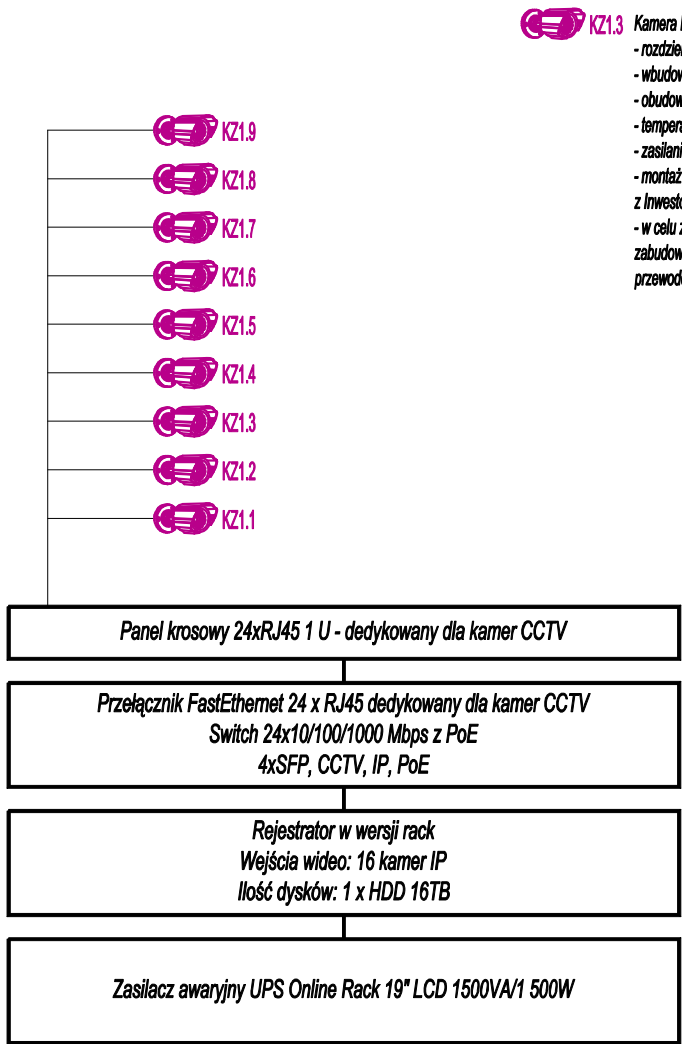 KZ1.3 Kamera
- rozdzie
- wbudow
- obudow
- tempera
- zasilani
- montaż
z Inwesto
- w celu z
zabudow
przewod
KZ1.9
KZ1.8
KZ1.7
KZ1.6
KZ1.5
KZ1.4
KZ1.3
KZ1.2
KZ1.1
Panel krosowy 24xRJ45 1 U - dedykowany dla kamer CCTV
Przełącznik FastEthernet 24 x RJ45 dedykowany dla kamer CCTV
Switch 24x10/100/1000 Mbps z PoE
4xSFP, CCTV, IP, PoE
Rejestrator w wersji rack
Wejścia wideo: 16 kamer IP
Ilość dysków: 1 x HDD 16TB
Zasilacz awaryjny UPS Online Rack 19" LCD 1500VA/1 500W